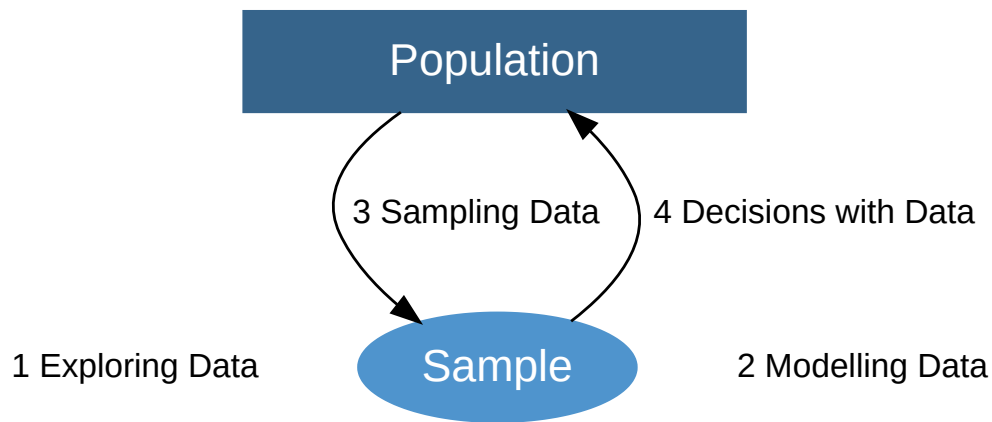 Population
3 Sampling Data
4 Decisions with Data
1 Exploring Data
Sample
2 Modelling Data